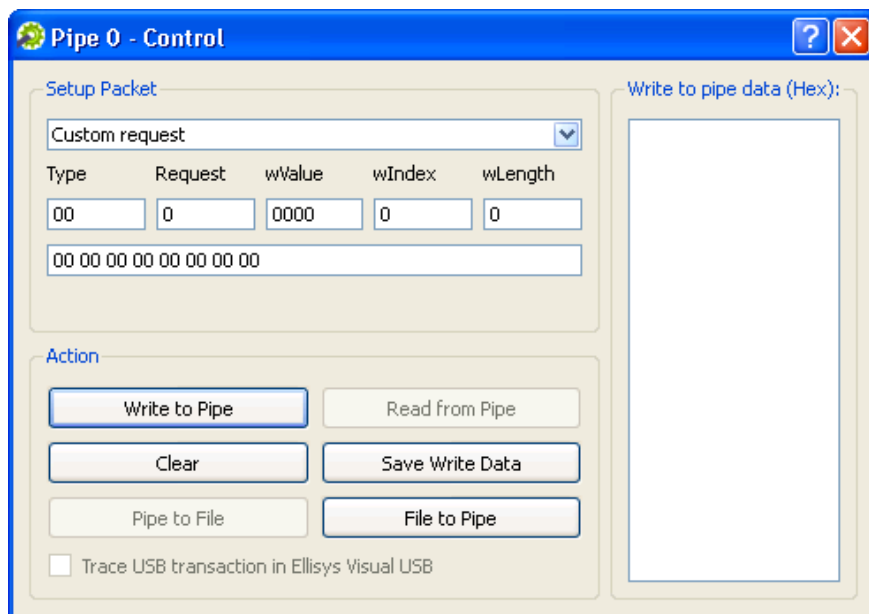 Pipe 0 - Control
Setup Packet
Custom request
Type Request wValue wIndex wLength
00 0 0000 0 0
00 00 00 00 00 00 00 00
Action
Write to Pipe Read from Pipe
Clear Save Write Data
Pipe to File File to Pipe
Trace USB transaction in Ellisys Visual USB
Write to pipe data (Hex):